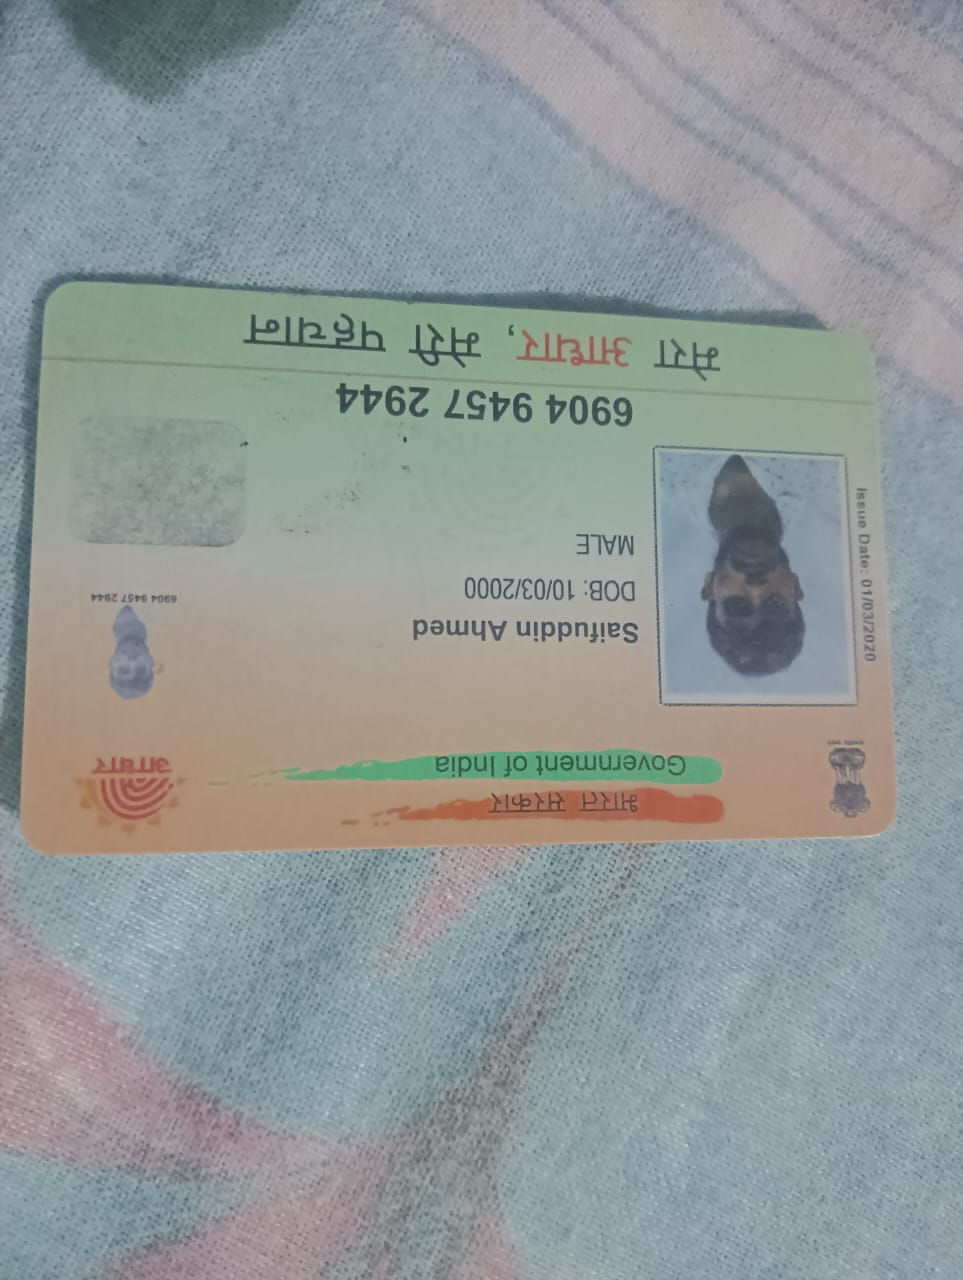 भारत सरकार
Government of India
आधार
Issue Date: 01/03/2020
Saifuddin Ahmed
DOB: 10/03/2000
MALE
6904 9457 2944
6904 9457 2944
मेरा आधार, मेरी पहचान